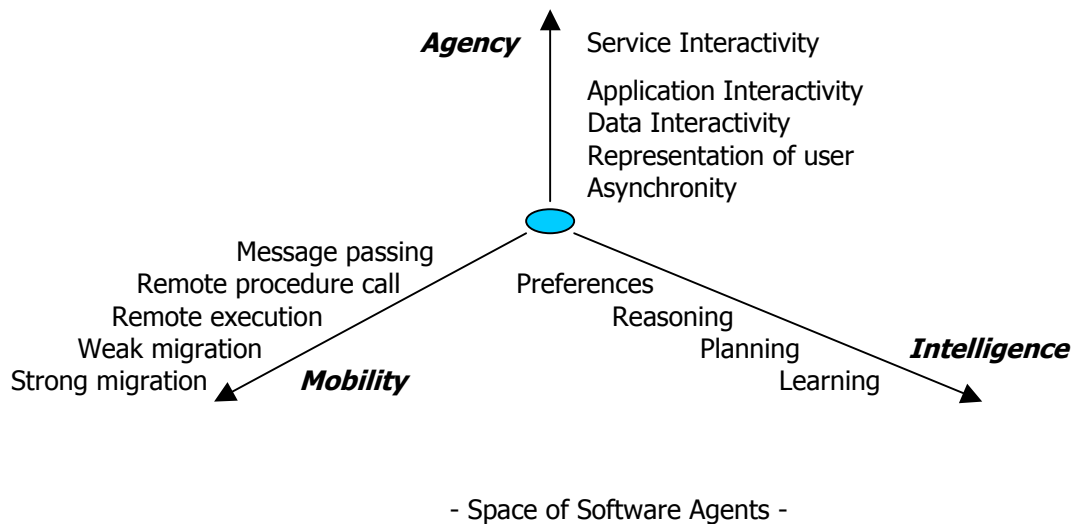 Agency
Service Interactivity
Application Interactivity
Data Interactivity
Representation of user
Asynchronity
Message passing
Remote procedure call
Remote execution
Weak migration
Strong migration
Mobility
Preferences
Reasoning
Planning
Learning
Intelligence
- Space of Software Agents -